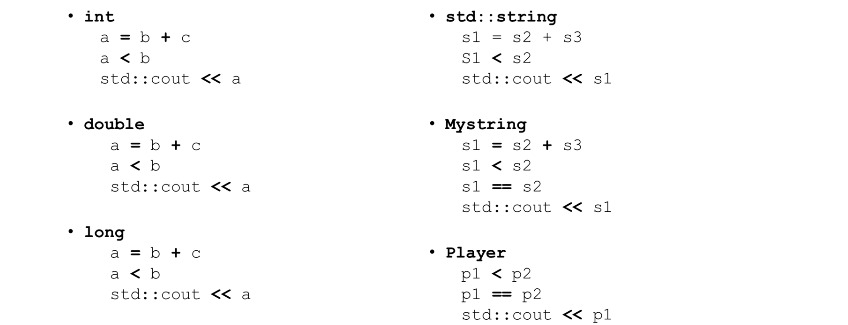 • int
a = b + c
a < b
std::cout << a
• double
a = b + c
a < b
std::cout << a
• long
a = b + c
a < b
std::cout << a
• std::string
s1 = s2 + s3
S1 < s2
std::cout << s1
• Mystring
s1 = s2 + s3
s1 < s2
s1 == s2
std::cout << s1
• Player
p1 < p2
p1 == p2
std::cout << p1